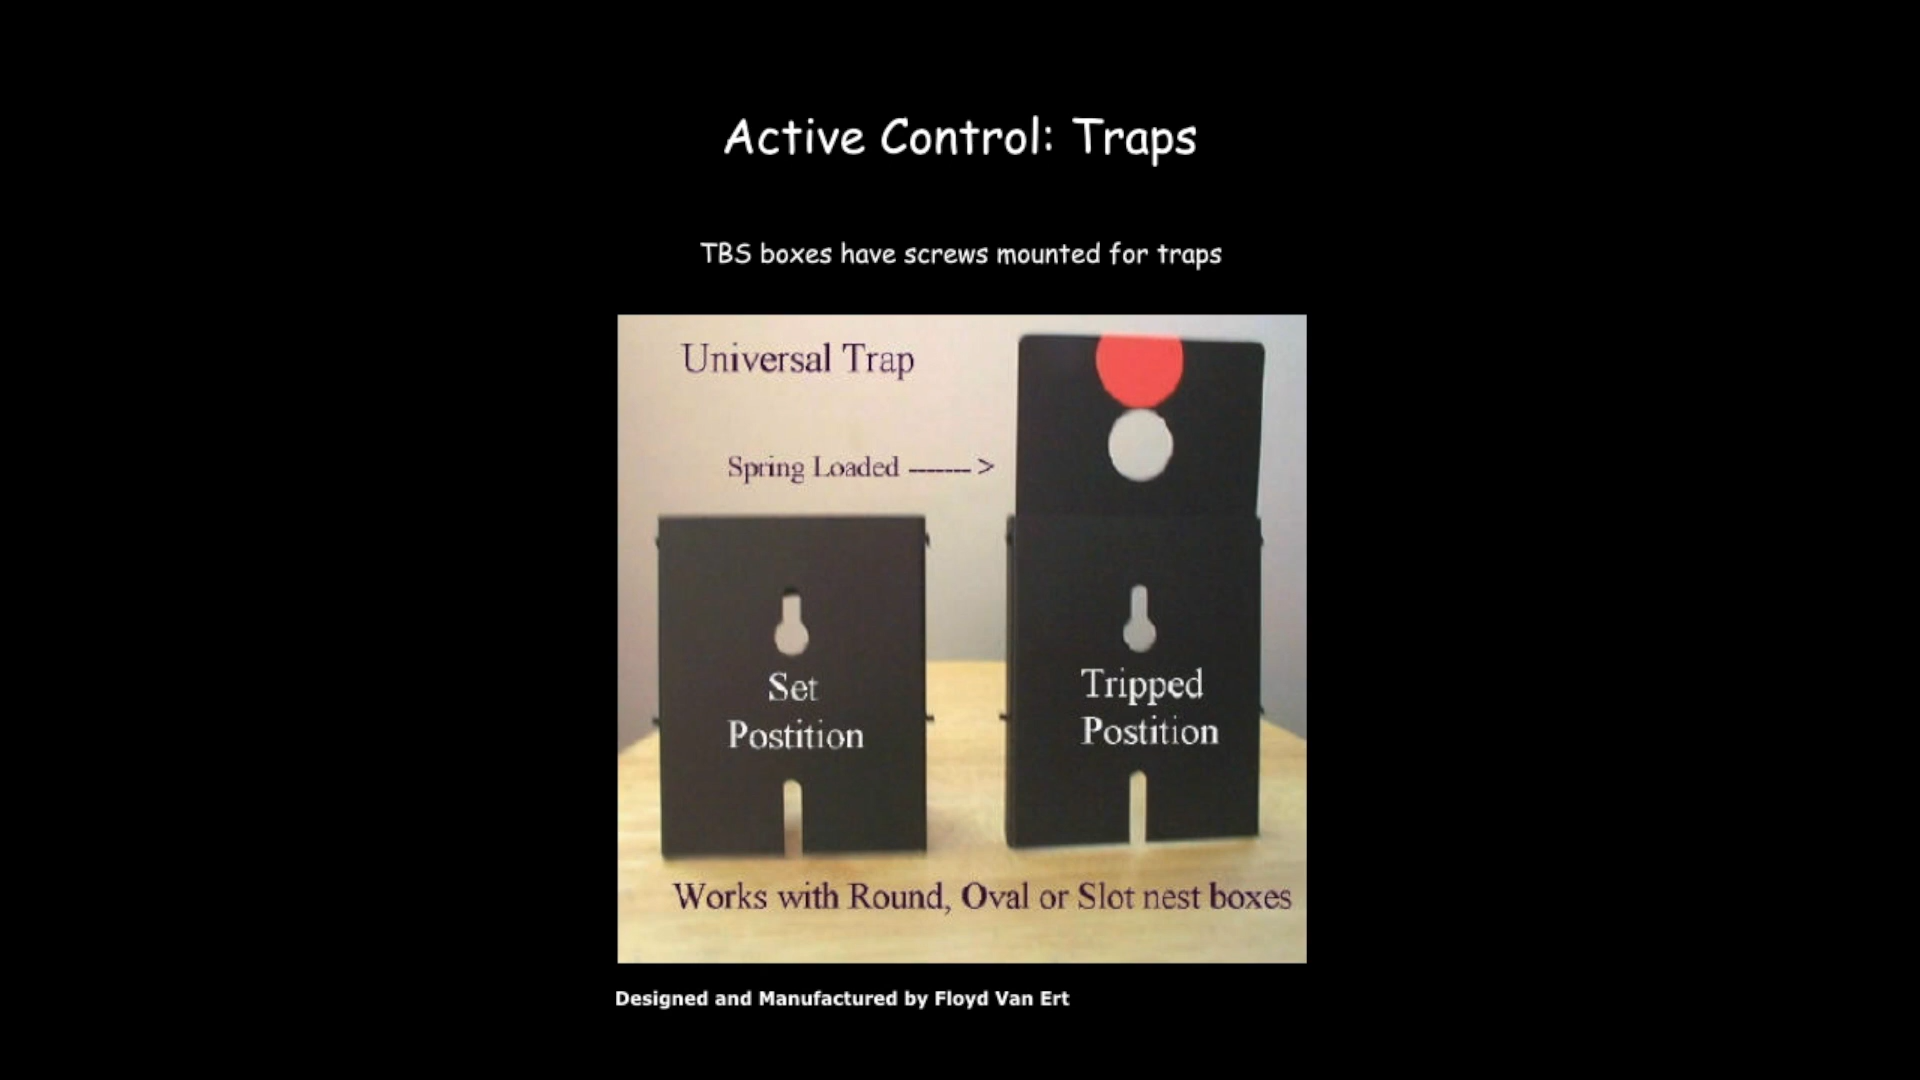 Active Control: Traps
TBS boxes have screws mounted for traps
Universal Trap
Spring Loaded ------- >
Set
Postition
Tripped
Postition
Works with Round, Oval or Slot nest boxes
Designed and Manufactured by Floyd Van Ert